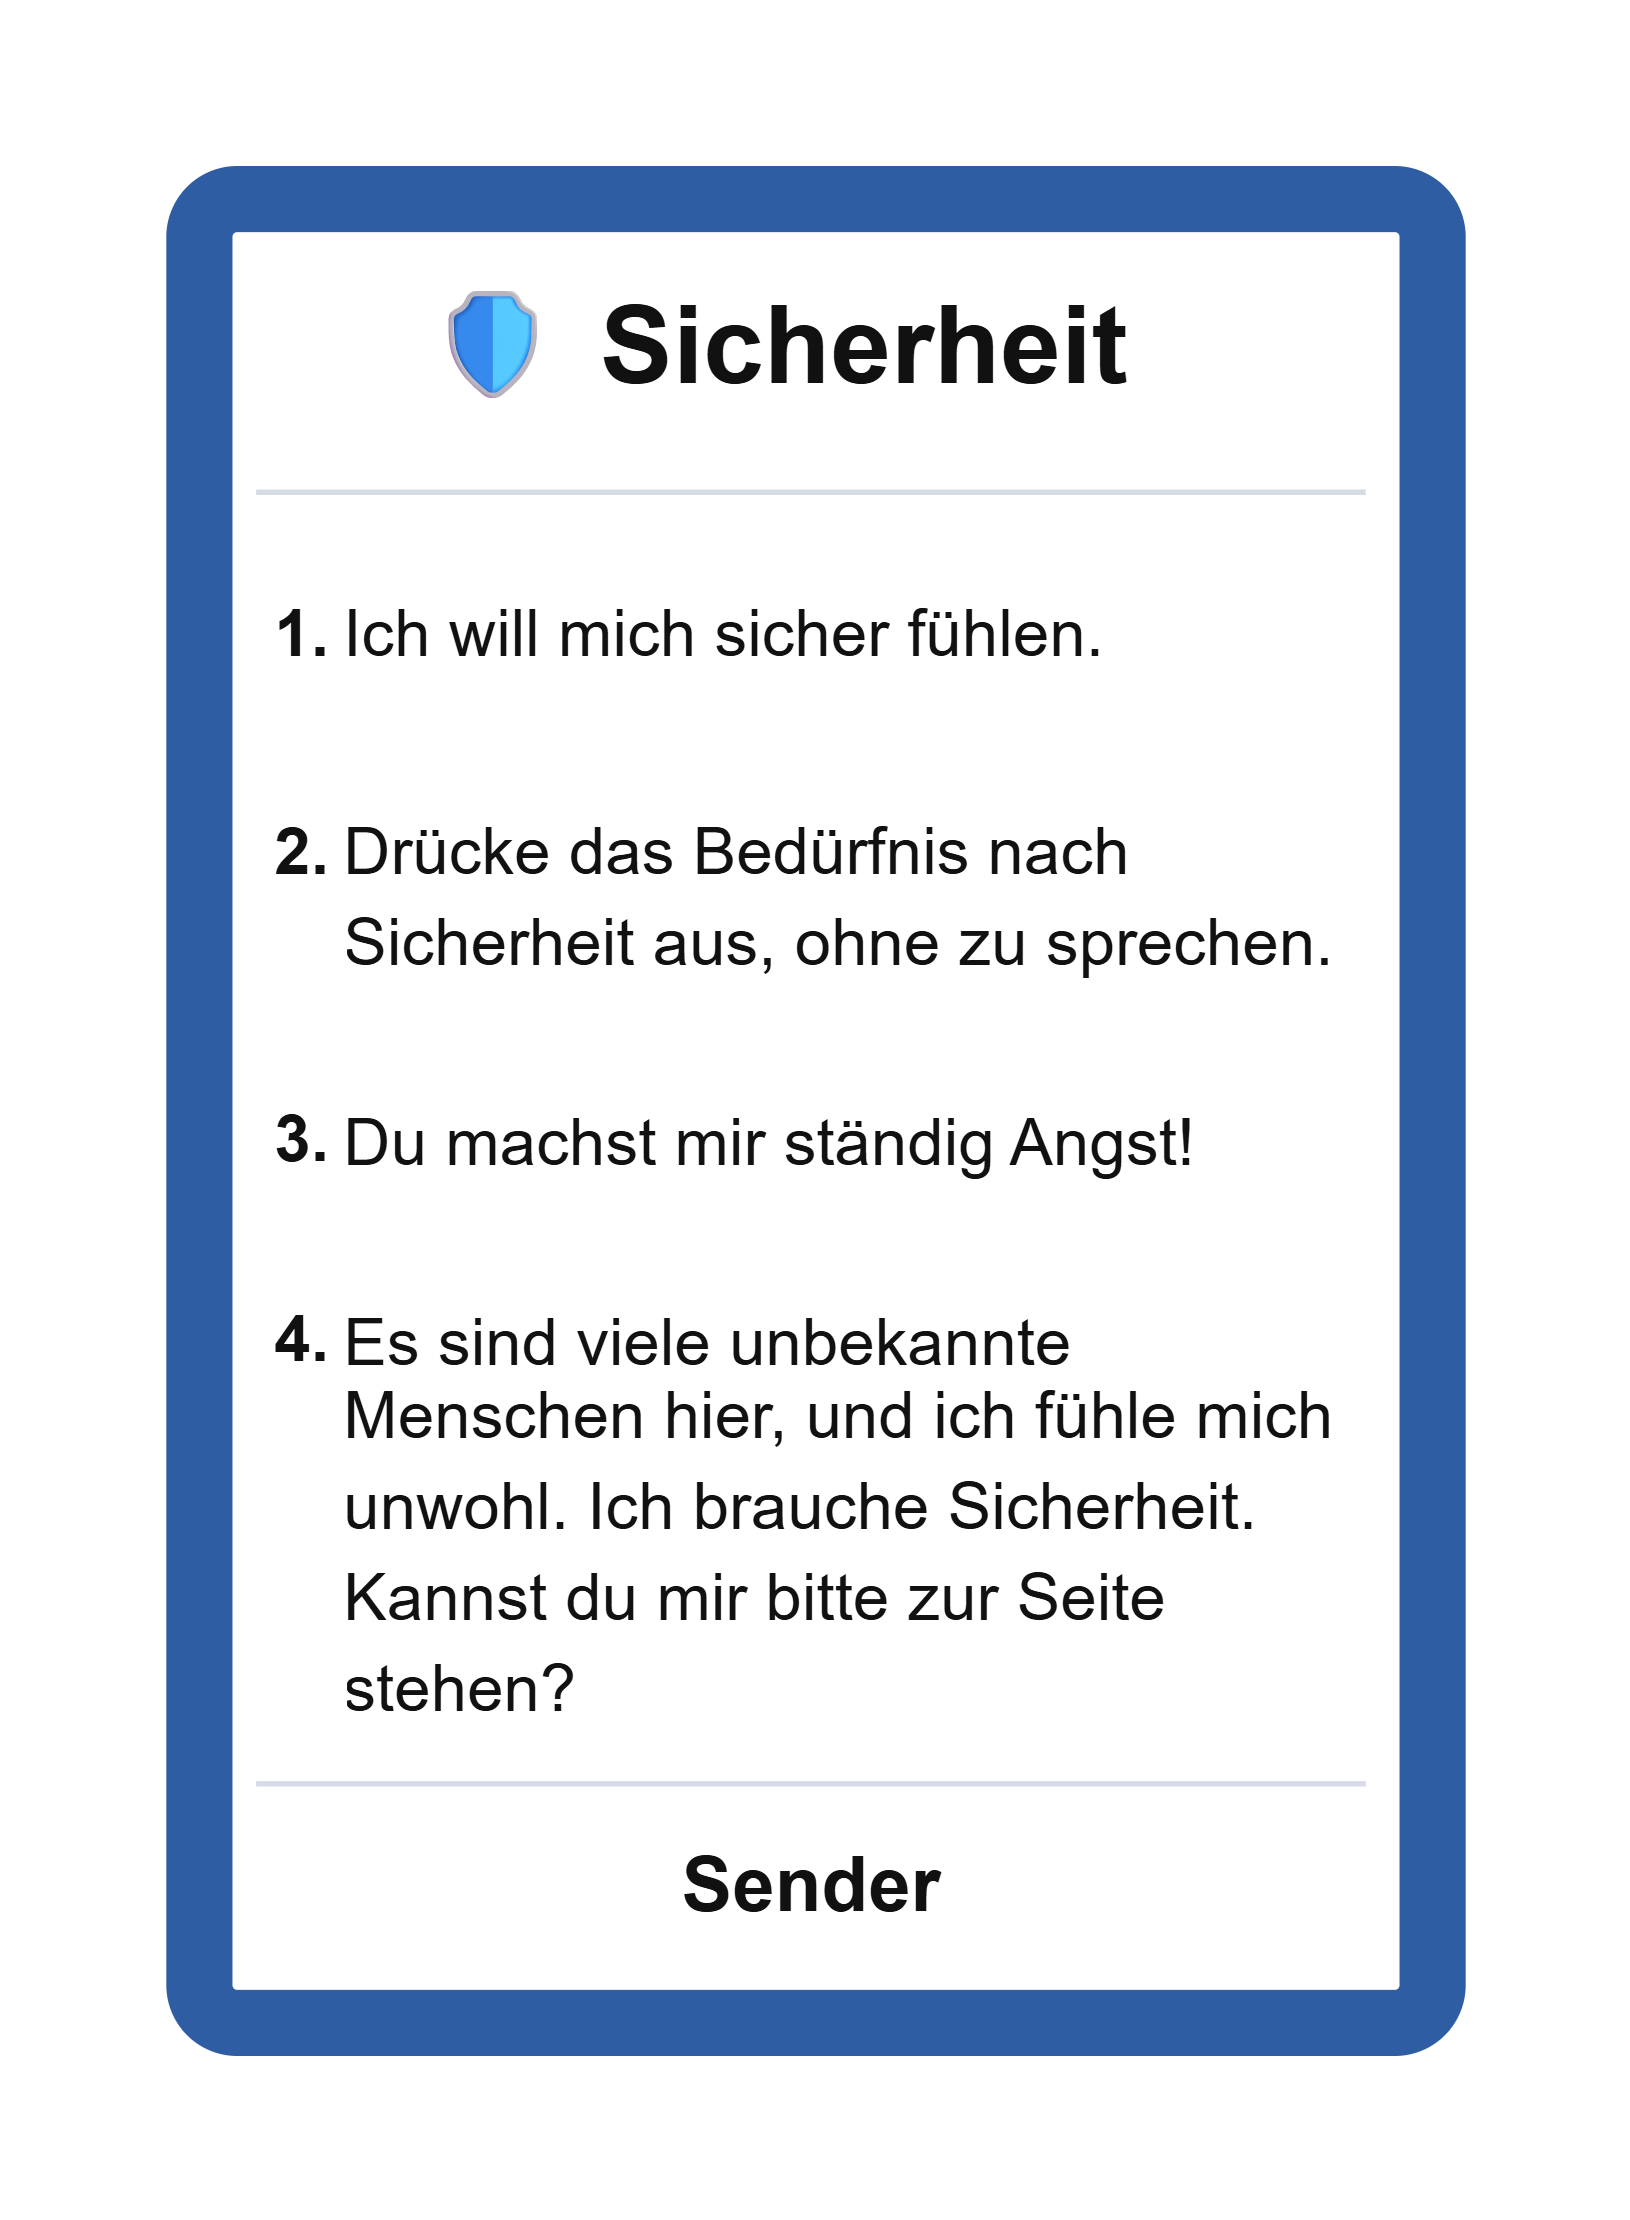 Sicherheit
1. Ich will mich sicher fühlen.
2. Drücke das Bedürfnis nach
Sicherheit aus, ohne zu sprechen.
3. Du machst mir ständig Angst!
4. Es sind viele unbekannte
Menschen hier, und ich fühle mich
unwohl. Ich brauche Sicherheit.
Kannst du mir bitte zur Seite
stehen?
Sender